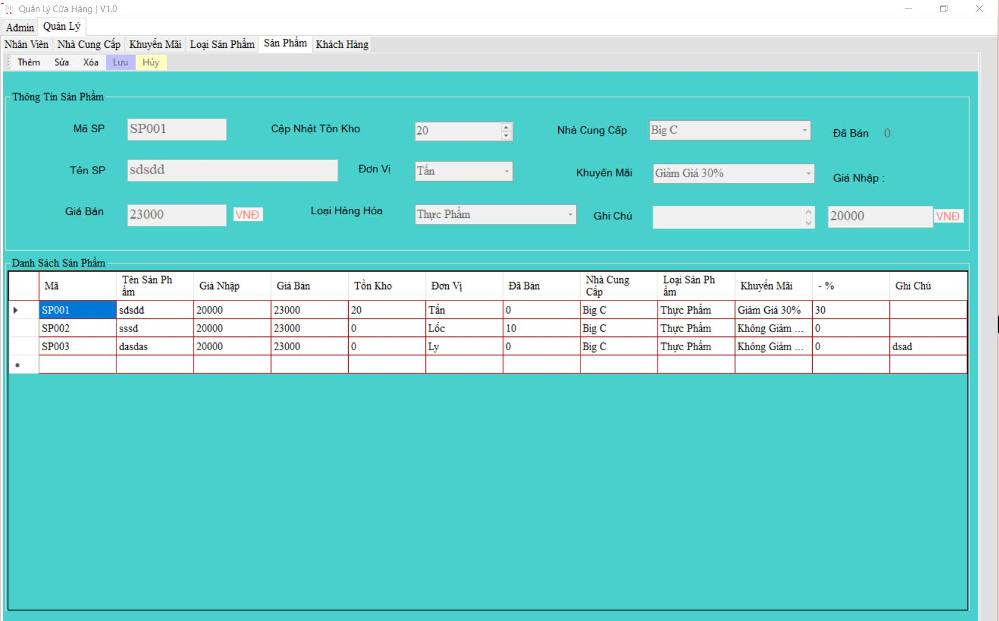 Quản Lý Cửa Hàng | V1.0
Admin Quản Lý
Nhân Viên Nhà Cung Cấp Khuyến Mãi Loại Sản Phẩm Sản Phẩm Khách Hàng
Thêm Sửa Xóa Lưu Hủy
Thông Tin Sản Phẩm
Mã SP SP001 Cập Nhật Tồn Kho 20 Nhà Cung Cấp Big C Đã Bán 0
Tên SP sdsdd Đơn Vị Tấn Khuyến Mãi Giảm Giá 30% Giá Nhập :
Giá Bán 23000 VNĐ Loại Hàng Hóa Thực Phẩm Ghi Chú 20000 VNĐ
Danh Sách Sản Phẩm
Mã Tên Sản Ph ẩm Giá Nhập Giá Bán Tồn Kho Đơn Vị Đã Bán Nhà Cung Cấp Loại Sản Ph ẩm Khuyến Mãi - % Ghi Chú
SP001 sdsdd 20000 23000 20 Tấn 0 Big C Thực Phẩm Giảm Giá 30% 30
SP002 sssd 20000 23000 0 Lốc 10 Big C Thực Phẩm Không Giảm ... 0
SP003 dasdas 20000 23000 0 Ly 0 Big C Thực Phẩm Không Giảm ... 0 dsad